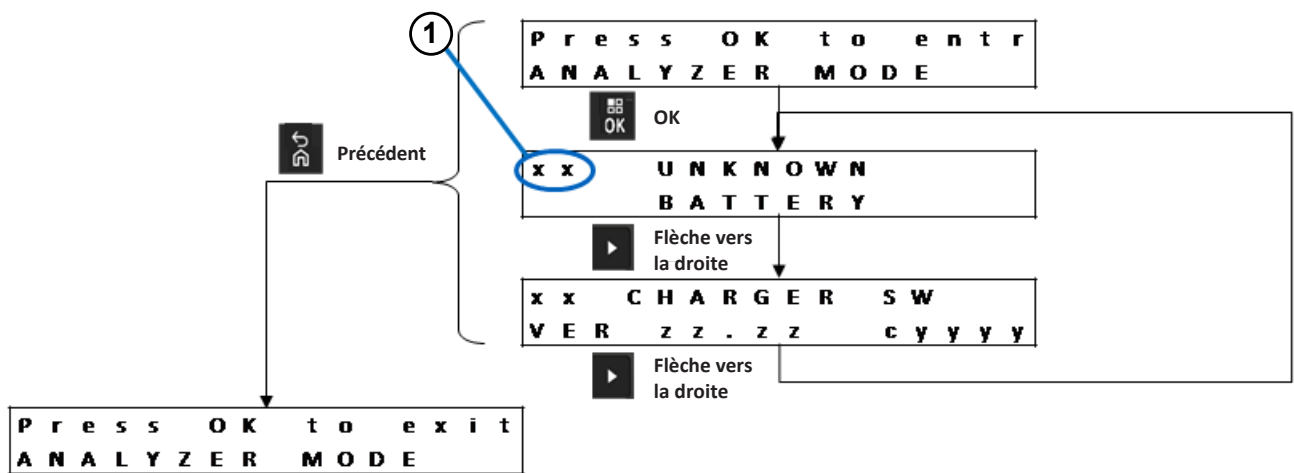 1
Press OK to entr
ANALYZER MODE
OK
OK
Précédent
xx UNKNOWN
BATTERY
Flèche vers
la droite
xx CHARGER SW
VER zz.zz cyyyy
Flèche vers
la droite
Press OK to exit
ANALYZER MODE